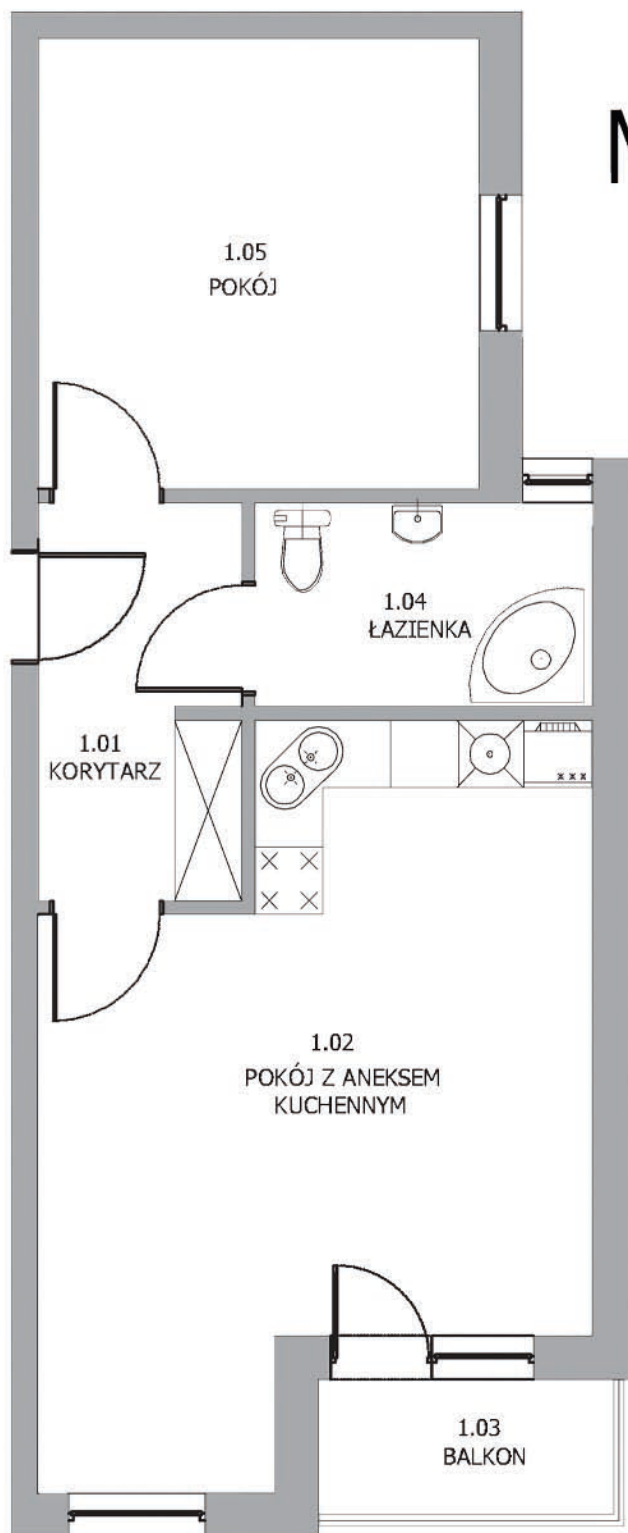 M
1.05
POKÓJ
1.04
ŁAZIENKA
1.01
KORYTARZ
1.02
POKÓJ Z ANEKSEM
KUCHENNYM
1.03
BALKON